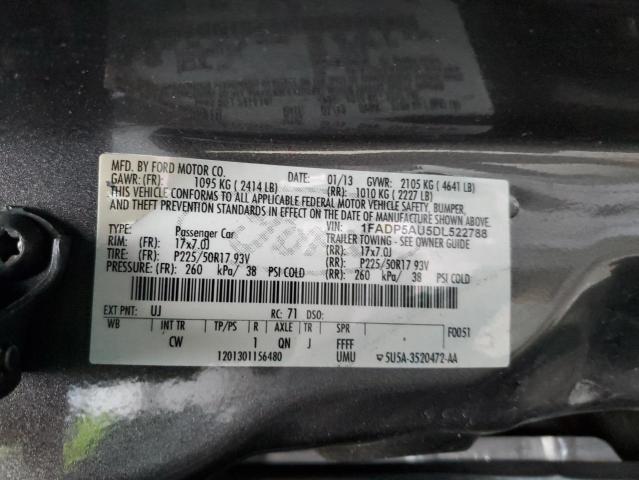 MFD. BY FORD MOTOR CO.
DATE: 01/13 GVWR: 2105 KG ( 4641 LB)
GAWR: (FR): 1095 KG ( 2414 LB) (RR): 1010 KG ( 2227 LB)
THIS VEHICLE CONFORMS TO ALL APPLICABLE FEDERAL MOTOR VEHICLE SAFETY, BUMPER,
AND THEFT PREVENTION STANDARDS IN EFFECT ON THE DATE OF MANUFACTURE SHOWN ABOVE.
VIN: 1FADP5AU5DL522788
TYPE: Passenger Car TRAILER TOWING - SEE OWNER GUIDE
RIM: (FR): 17x7.0J (RR): 17x7.0J
TIRE: (FR): P225/50R17 93V (RR): P225/50R17 93V
PRESSURE: (FR): 260 kPa/ 38 PSI COLD (RR): 260 kPa/ 38 PSI COLD
EXT PNT: UJ RC: 71 DSO:
WB INT TR TP/PS R AXLE TR SPR F0051
CW 1 QN J FFFF
1201301156480 UMU 5U5A-3520472-AA